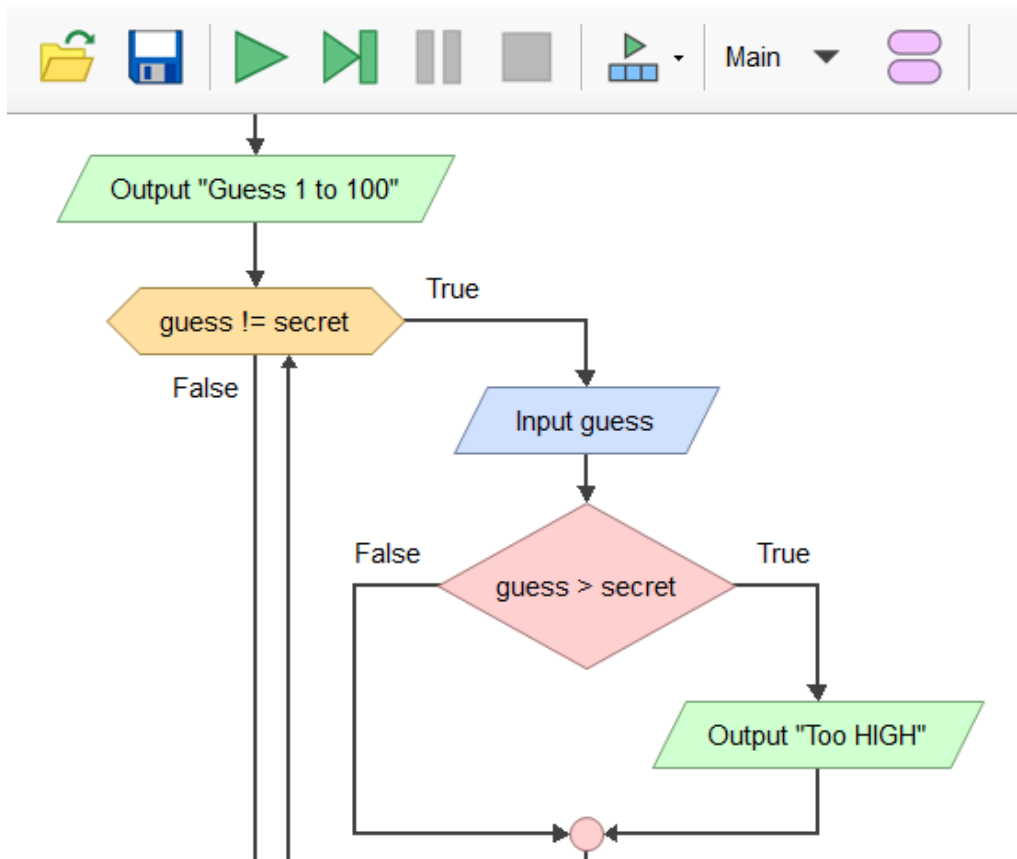 Main
Output "Guess 1 to 100"
True
guess != secret
False
Input guess
False
True
guess > secret
Output "Too HIGH"